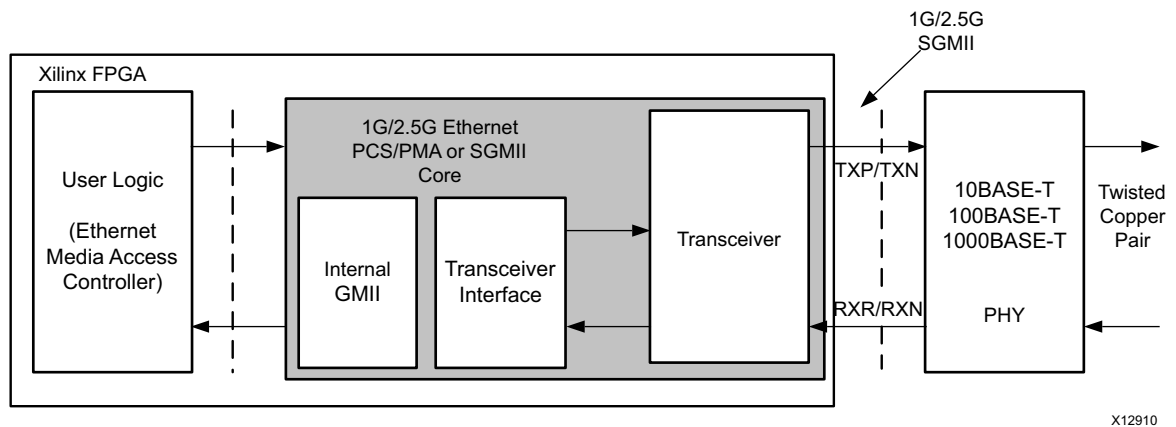 1G/2.5G
SGMII
Xilinx FPGA
User Logic
(Ethernet
Media Access
Controller)
1G/2.5G Ethernet
PCS/PMA or SGMII
Core
Internal
GMII
Transceiver
Interface
Transceiver
TXP/TXN
RXR/RXN
10BASE-T
100BASE-T
1000BASE-T
PHY
Twisted
Copper
Pair
X12910